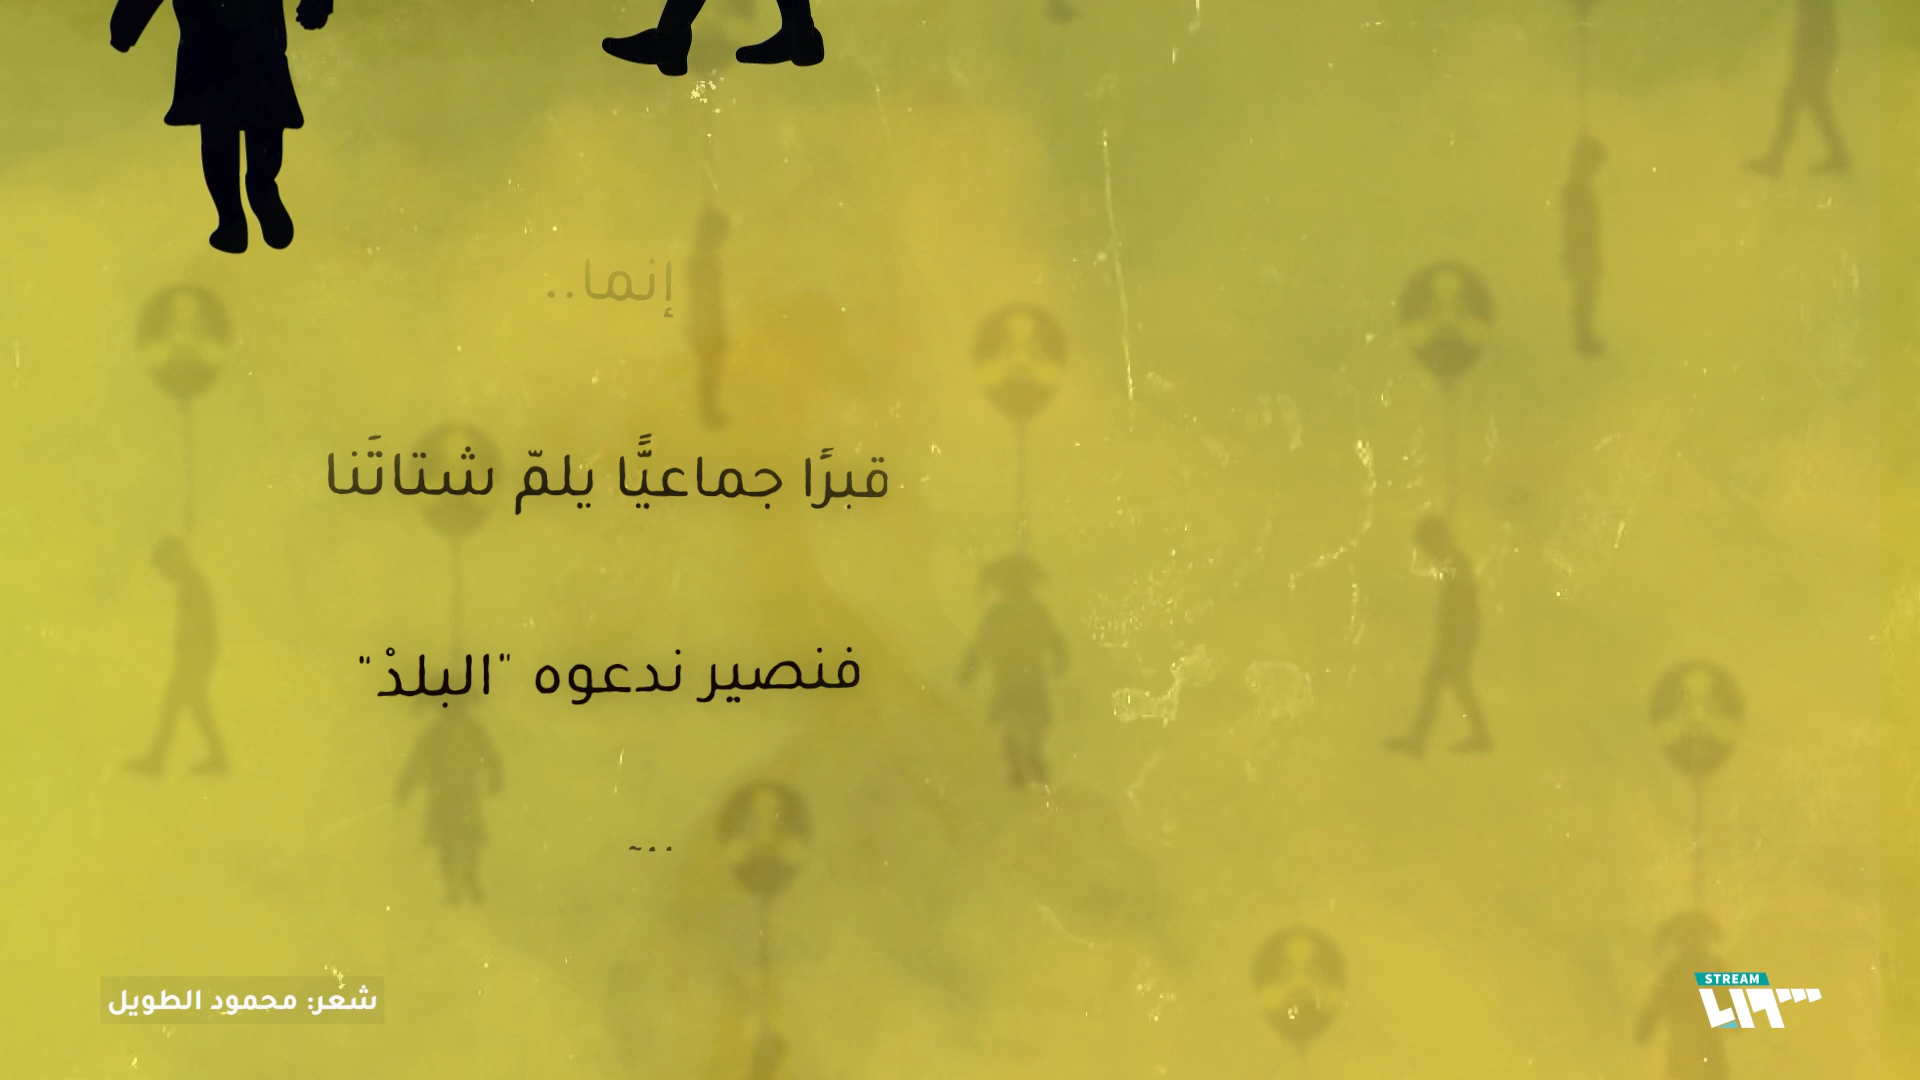 إنما..
قبرًا جماعيًّا يلمّ شتاتَنا
فنصير ندعوه "البلدْ"
شعر: محمود الطويل
STREAM